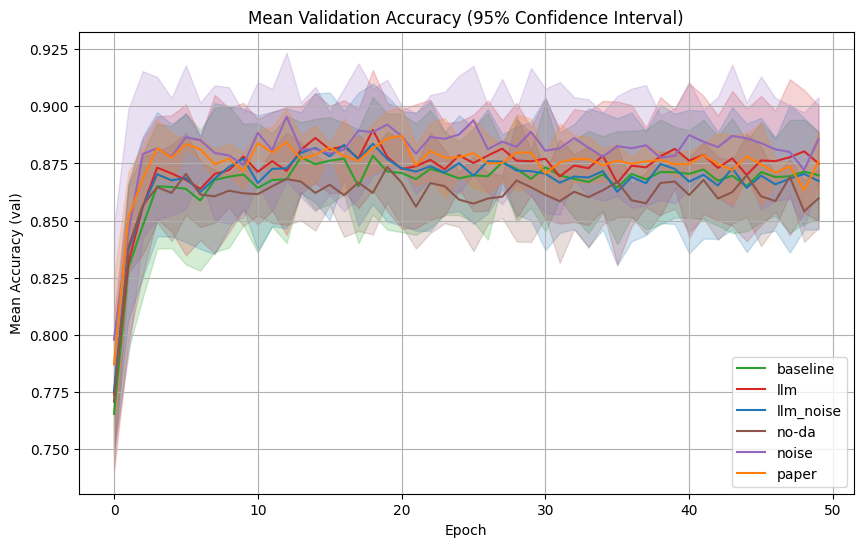 Mean Validation Accuracy (95% Confidence Interval)
Mean Accuracy (val)
0.925
0.900
0.875
0.850
0.825
0.800
0.775
0.750
0
10
20
30
40
50
Epoch
baseline
llm
llm_noise
no-da
noise
paper